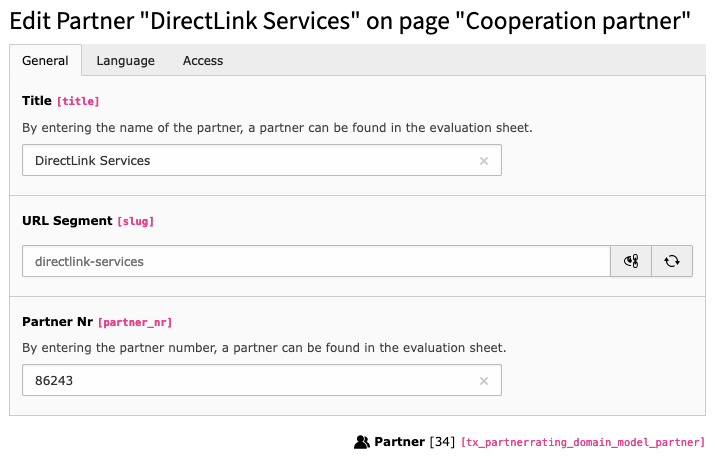 Edit Partner "DirectLink Services" on page "Cooperation partner"
General Language Access
Title [title]
By entering the name of the partner, a partner can be found in the evaluation sheet.
DirectLink Services
URL Segment [slug]
directlink-services
Partner Nr [partner_nr]
By entering the partner number, a partner can be found in the evaluation sheet.
86243
Partner [34] [tx_partnerrating_domain_model_partner]